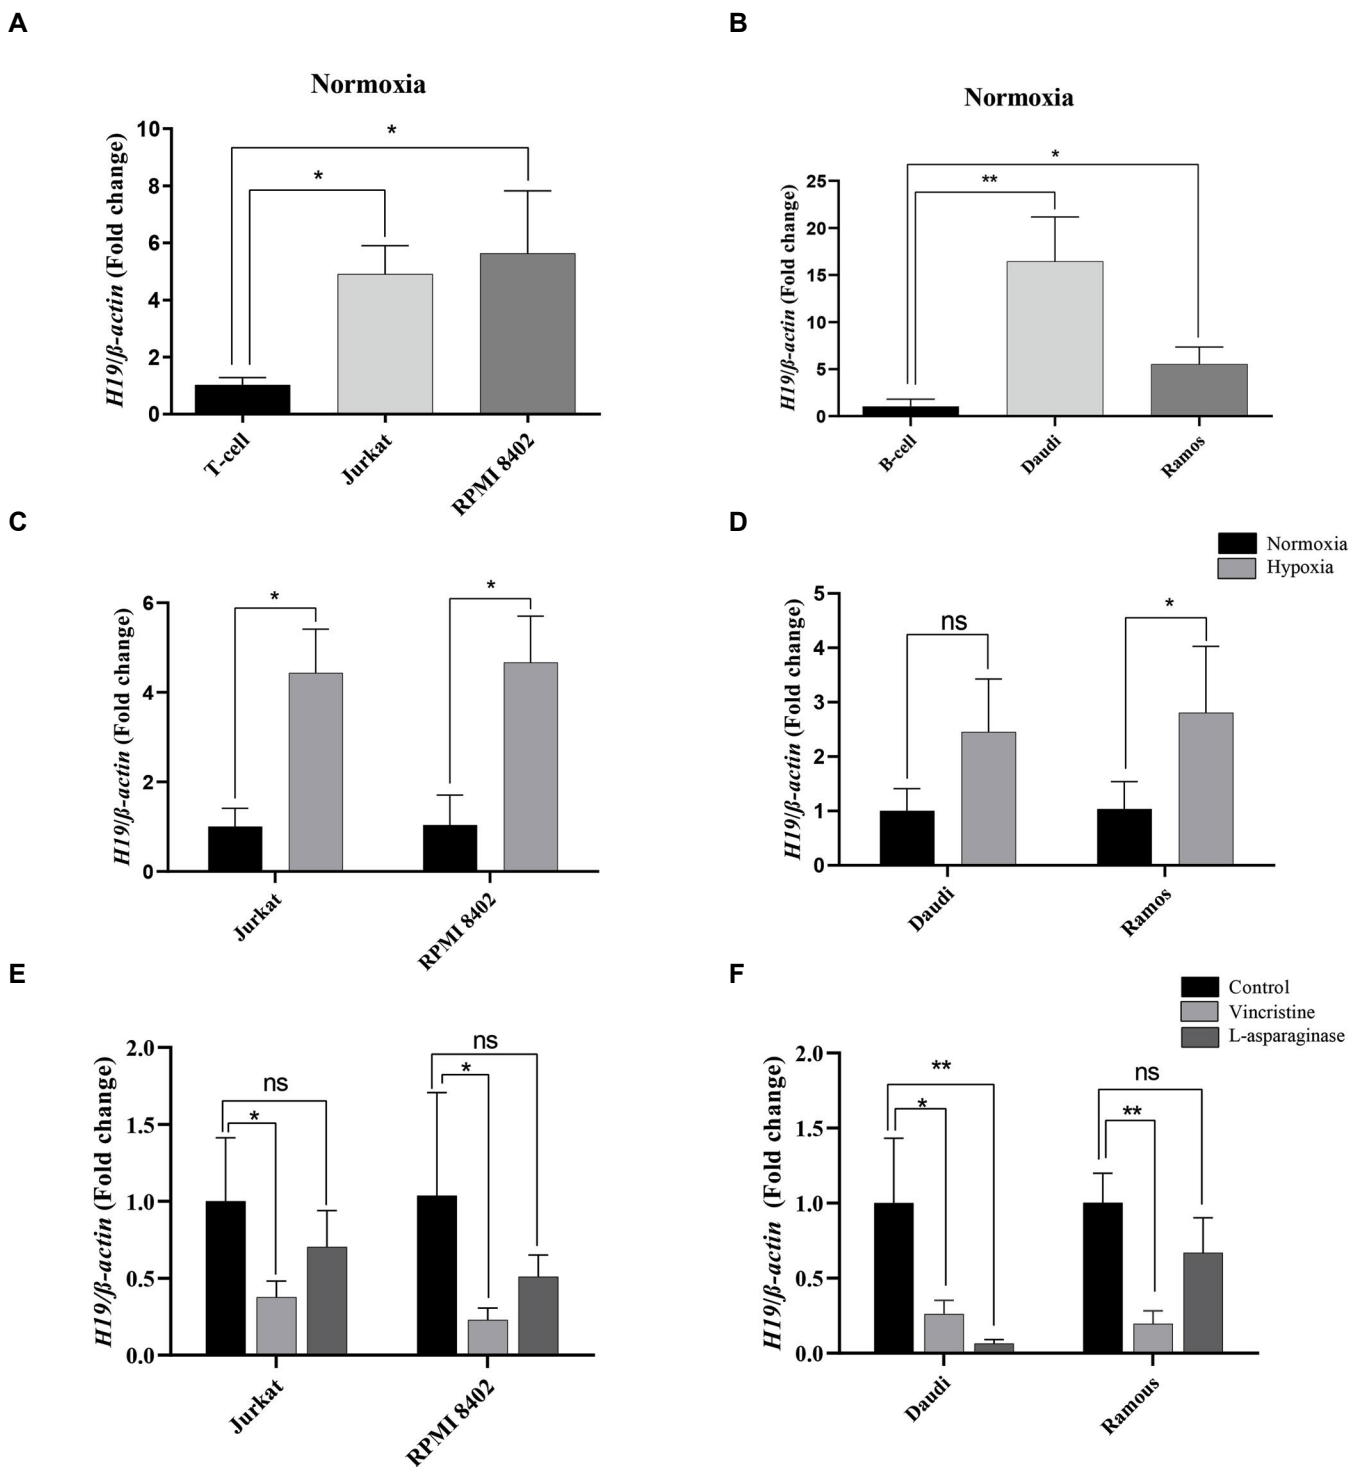 A
Normoxia
H19/β-actin (Fold change)
10
8
6
4
2
0
*
*
T-cell
Jurkat
RPMI 8402
B
Normoxia
H19/β-actin (Fold change)
25
20
15
10
5
0
*
**
B-cell
Daudi
Ramos
C
H19/β-actin (Fold change)
6
4
2
0
*
*
Jurkat
RPMI 8402
D
Normoxia
Hypoxia
H19/β-actin (Fold change)
5
4
3
2
1
0
ns
*
Daudi
Ramos
E
H19/β-actin (Fold change)
2.0
1.5
1.0
0.5
0.0
ns
*
ns
*
Jurkat
RPMI 8402
F
Control
Vincristine
L-asparaginase
H19/β-actin (Fold change)
2.0
1.5
1.0
0.5
0.0
**
*
ns
**
Daudi
Ramous